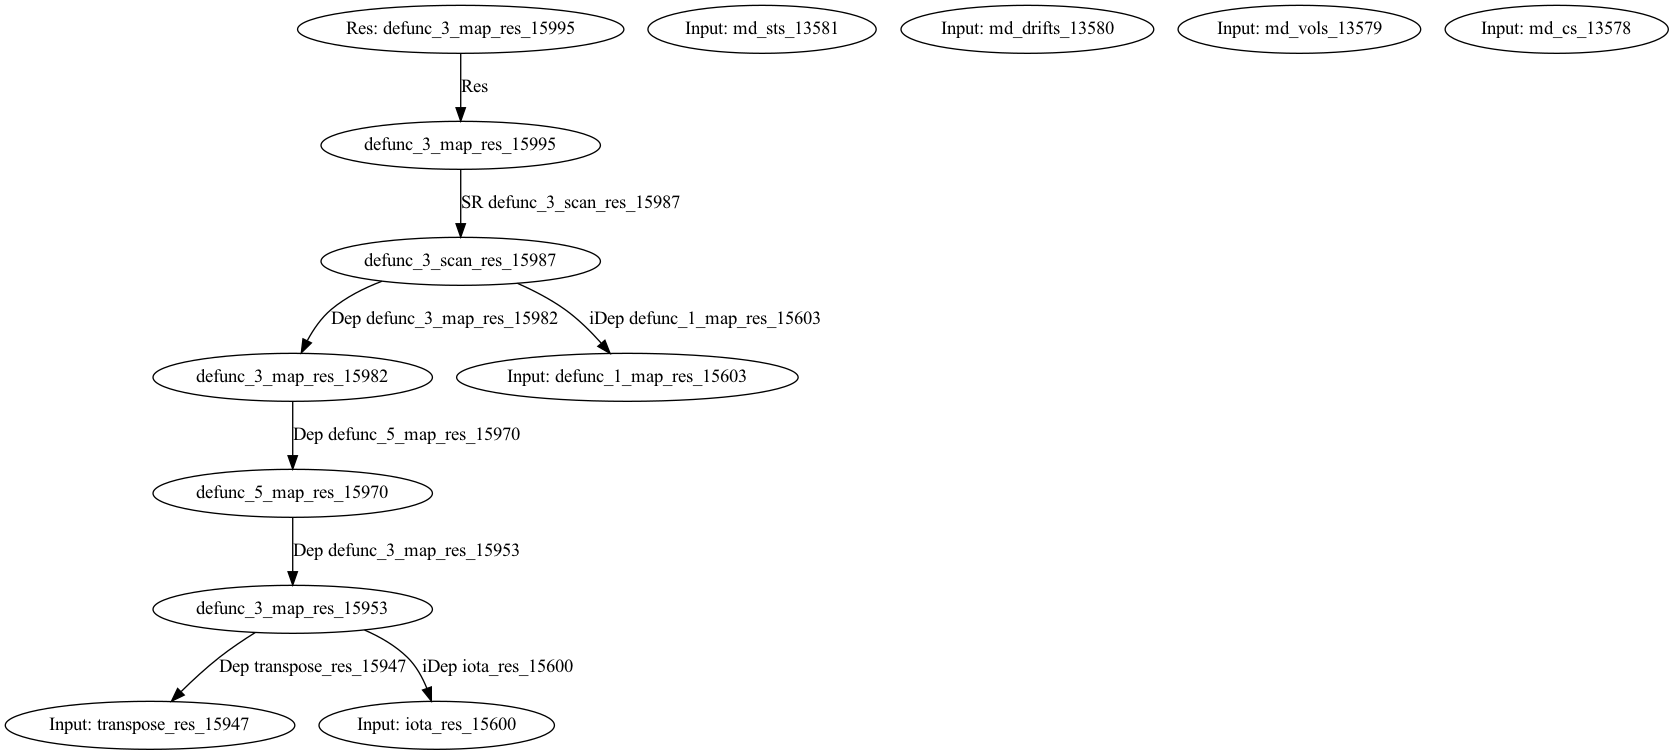 Res: defunc_3_map_res_15995
Input: md_sts_13581
Input: md_drifts_13580
Input: md_vols_13579
Input: md_cs_13578
Res
defunc_3_map_res_15995
SR defunc_3_scan_res_15987
defunc_3_scan_res_15987
Dep defunc_3_map_res_15982
iDep defunc_1_map_res_15603
defunc_3_map_res_15982
Input: defunc_1_map_res_15603
Dep defunc_5_map_res_15970
defunc_5_map_res_15970
Dep defunc_3_map_res_15953
defunc_3_map_res_15953
Dep transpose_res_15947
iDep iota_res_15600
Input: transpose_res_15947
Input: iota_res_15600